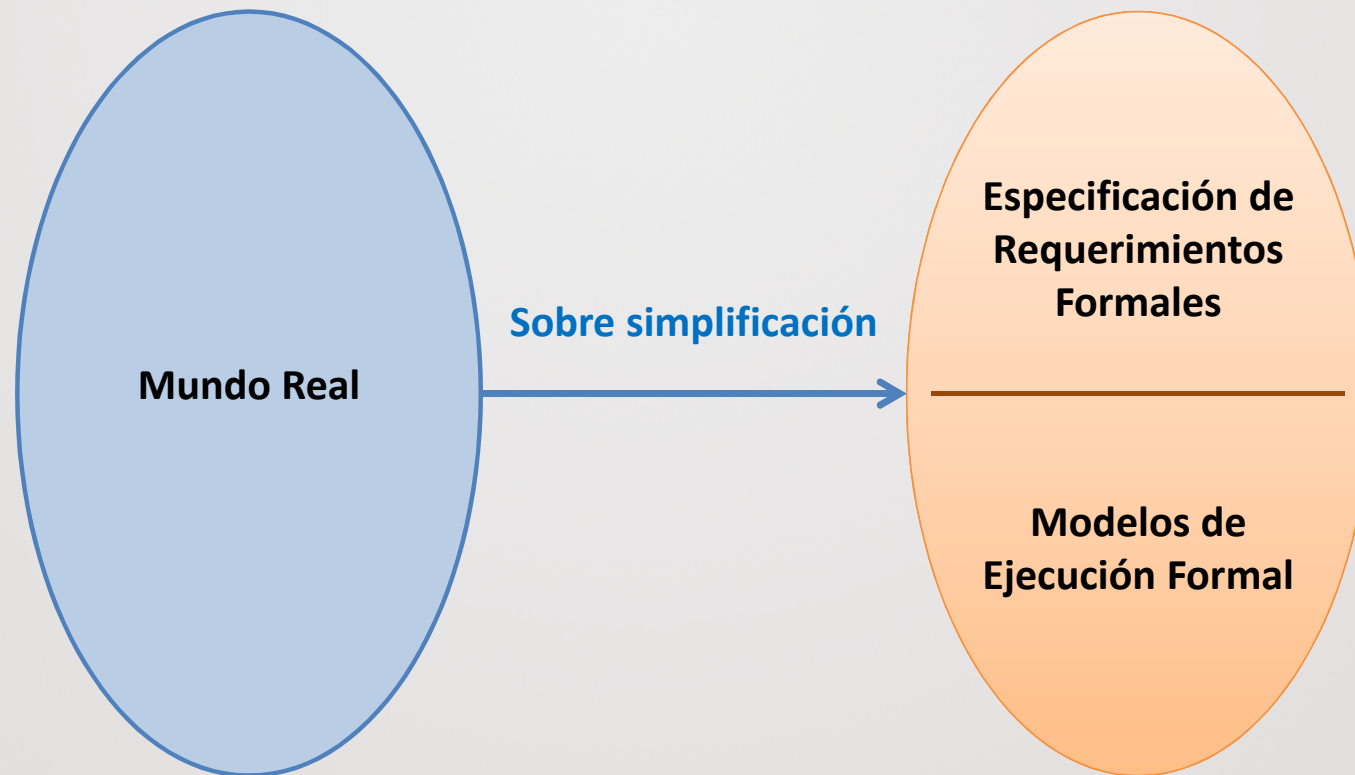 Mundo Real
Sobre simplificación
Especificación de
Requerimientos
Formales
Modelos de
Ejecución Formal